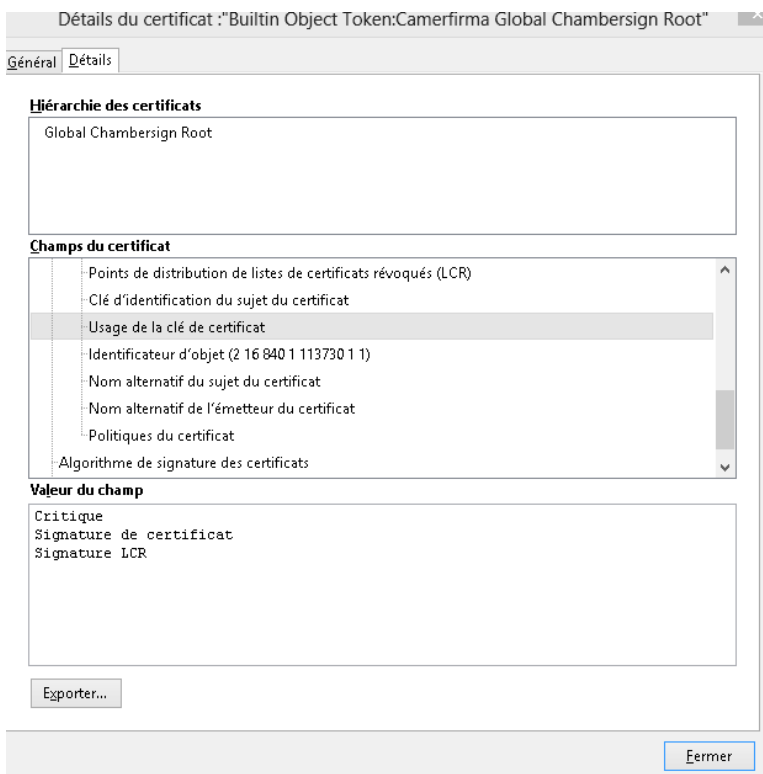 Détails du certificat :"Builtin Object Token:Camerfirma Global Chambersign Root"
Général Détails
Hiérarchie des certificats
Global Chambersign Root
Champs du certificat
Points de distribution de listes de certificats révoqués (LCR)
Clé d'identification du sujet du certificat
Usage de la clé de certificat
Identificateur d'objet (2 16 840 1 113730 1 1)
Nom alternatif du sujet du certificat
Nom alternatif de l'émetteur du certificat
Politiques du certificat
Algorithme de signature des certificats
Valeur du champ
Critique
Signature de certificat
Signature LCR
Exporter...
Fermer